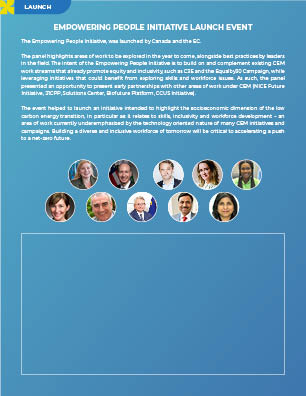 LAUNCH
EMPOWERING PEOPLE INITIATIVE LAUNCH EVENT
The Empowering People Initiative, was launched by Canada and the EC.
The panel highlights areas of work to be explored in the year to come, alongside best practices by leaders
in the field. The intent of the Empowering People Initiative is to build on and complement existing CEM
work streams that already promote equity and inclusivity such as C3E and the Equalby30 Campaign, while
leveraging initiatives that could benefit from exploring skills and workforce issues. As such, the panel
presented an opportunity to present early partnerships with other areas of work under CEM (NICE Future
Initiative, 21CPP, Solutions Center, Biofuture Platform, CCUS Initiative).
The event helped to launch an initiative intended to highlight the socioeconomic dimension of the low
carbon energy transition, in particular as it relates to skills, inclusivity and workforce development – an
area of work currently underemphasised by the technology oriented nature of many CEM initiatives and
campaigns. Building a diverse and inclusive workforce of tomorrow will be critical to accelerating a push
to a net-zero future.